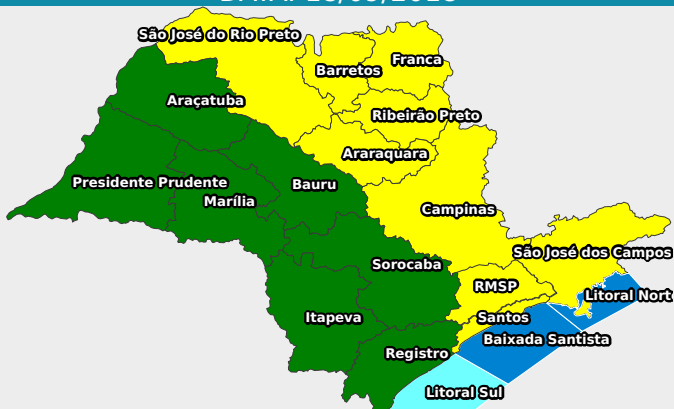 São José do Rio Preto
Franca
Barretos
Araçatuba
Ribeirão Preto
Araraquara
Presidente Prudente
Bauru
Marília
Campinas
São José dos Campos
Sorocaba
RMSP
Litoral Nort
Itapeva
Santos
Baixada Santista
Registro
Litoral Sul